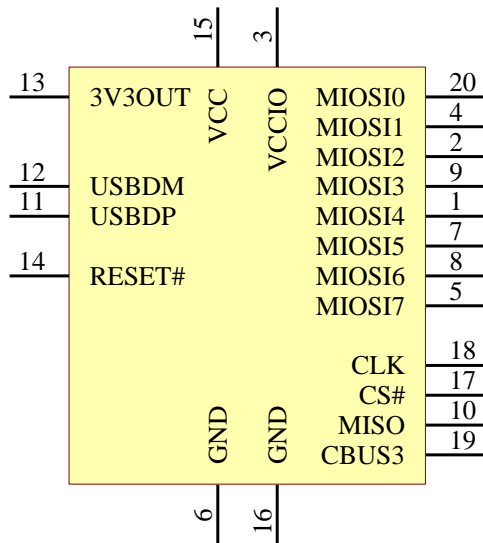 15
3
13
3V3OUT
VCC
VCCIO
MIOSI0
20
MIOSI1
4
MIOSI2
2
12
USBDM
MIOSI3
9
11
USBDP
MIOSI4
1
MIOSI5
7
14
RESET#
MIOSI6
8
MIOSI7
5
CLK
18
CS#
17
GND
GND
MISO
10
CBUS3
19
6
16